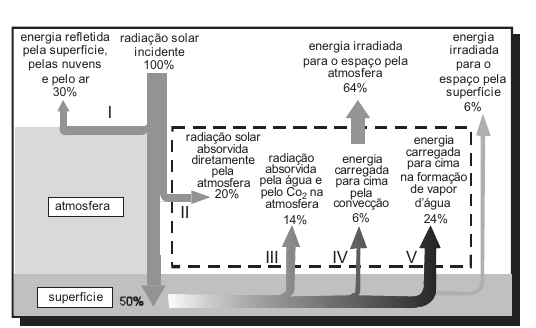 energia refletida
pela superfície,
pelas nuvens
e pelo ar
30%
radiação solar
incidente
100%
energia irradiada
para o espaço pela
atmosfera
64%
energia
irradiada
para o
espaço pela
superfície
6%
I
radiação solar
absorvida
diretamente
pela
atmosfera
20%
II
radiação
absorvida
pela água e
pelo Co2 na
atmosfera
14%
III
energia
carregada
para cima
pela
convecção
6%
IV
energia
carregada
para cima
na formação
de vapor
d'água
24%
V
atmosfera
superfície
50%